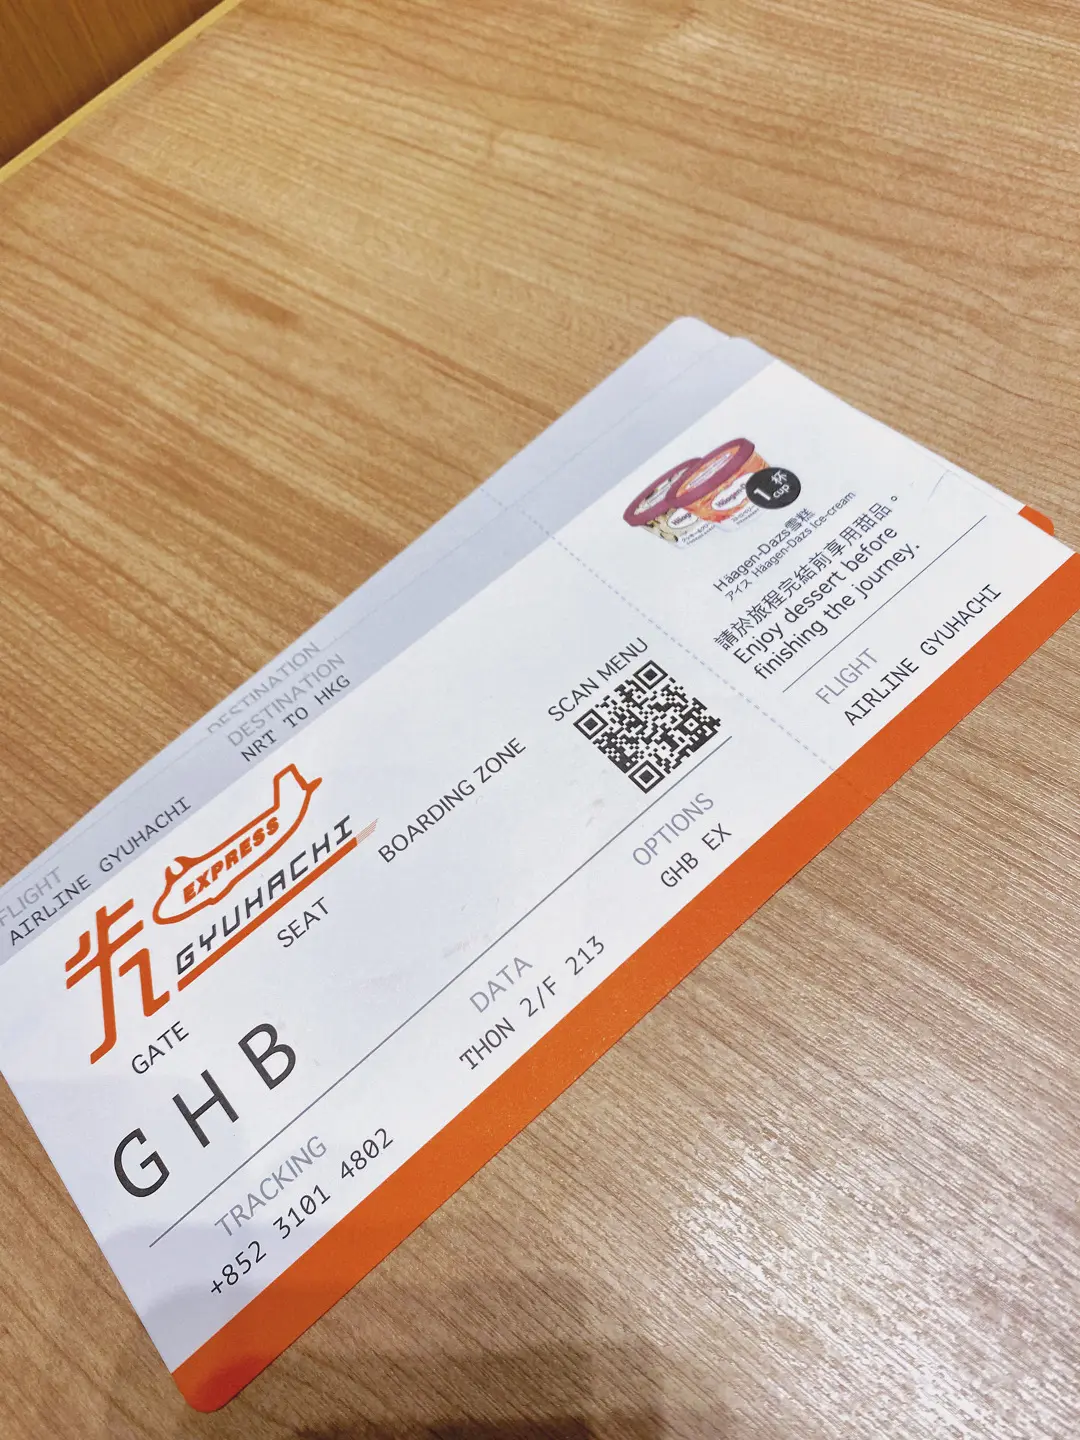 DESTINATION
DESTINATION
NRT TO HKG
FLIGHT
AIRLINE GYUHACHI
EXPRESS
GYUHACHI
SEAT
BOARDING ZONE
SCAN MENU
GATE
GHB
DATA
THON 2/F 213
OPTIONS
GHB EX
TRACKING
+852 3101 4802
1 杯
cup
Häagen-Dazs雪糕
アイス Häagen-Dazs Ice-cream
請於旅程完結前享用甜品。
Enjoy dessert before
finishing the journey.
FLIGHT
AIRLINE GYUHACHI